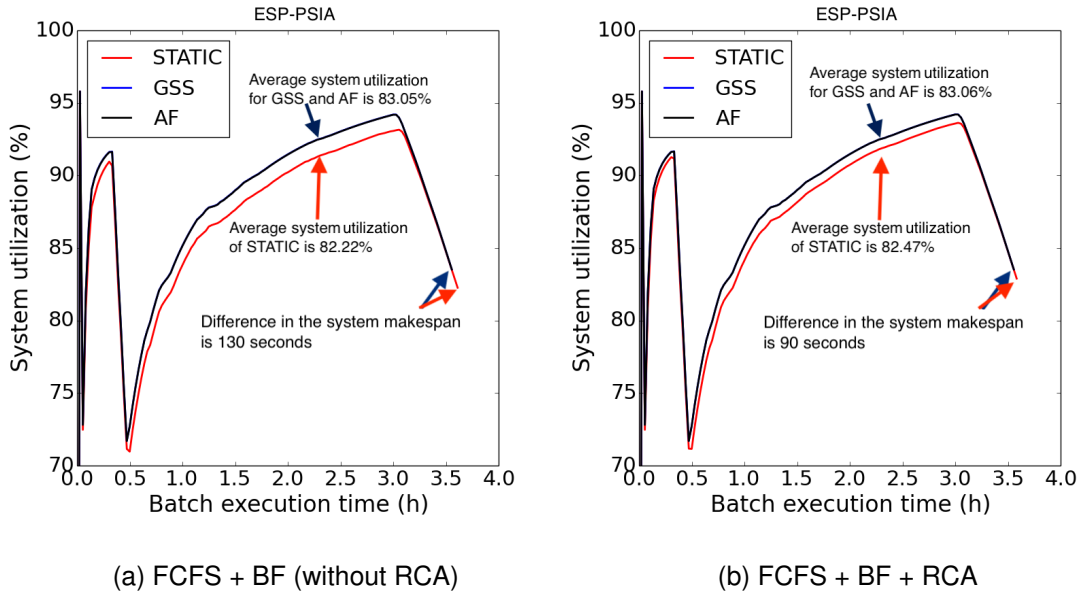 ESP-PSIA
100
95
90
85
80
75
70
System utilization (%)
STATIC
GSS
AF
Average system utilization
for GSS and AF is 83.05%
Average system utilization
of STATIC is 82.22%
Difference in the system makespan
is 130 seconds
0.0 0.5 1.0 1.5 2.0 2.5 3.0 3.5 4.0
Batch execution time (h)
(a) FCFS + BF (without RCA)
ESP-PSIA
100
95
90
85
80
75
70
System utilization (%)
STATIC
GSS
AF
Average system utilization
for GSS and AF is 83.06%
Average system utilization
of STATIC is 82.47%
Difference in the system makespan
is 90 seconds
0.0 0.5 1.0 1.5 2.0 2.5 3.0 3.5 4.0
Batch execution time (h)
(b) FCFS + BF + RCA